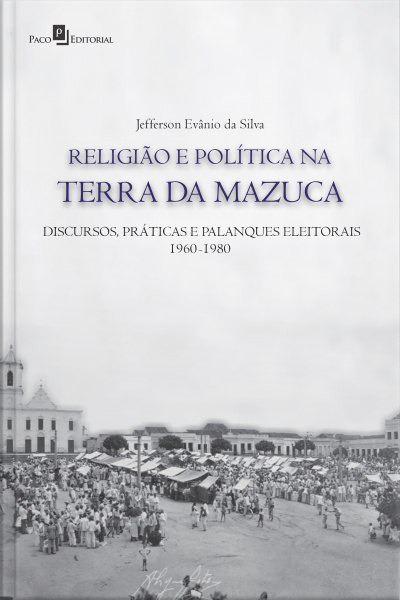 PACO EDITORIAL
Jefferson Evânio da Silva
RELIGIÃO E POLÍTICA NA
TERRA DA MAZUCA
DISCURSOS, PRÁTICAS E PALANQUES ELEITORAIS
1960-1980